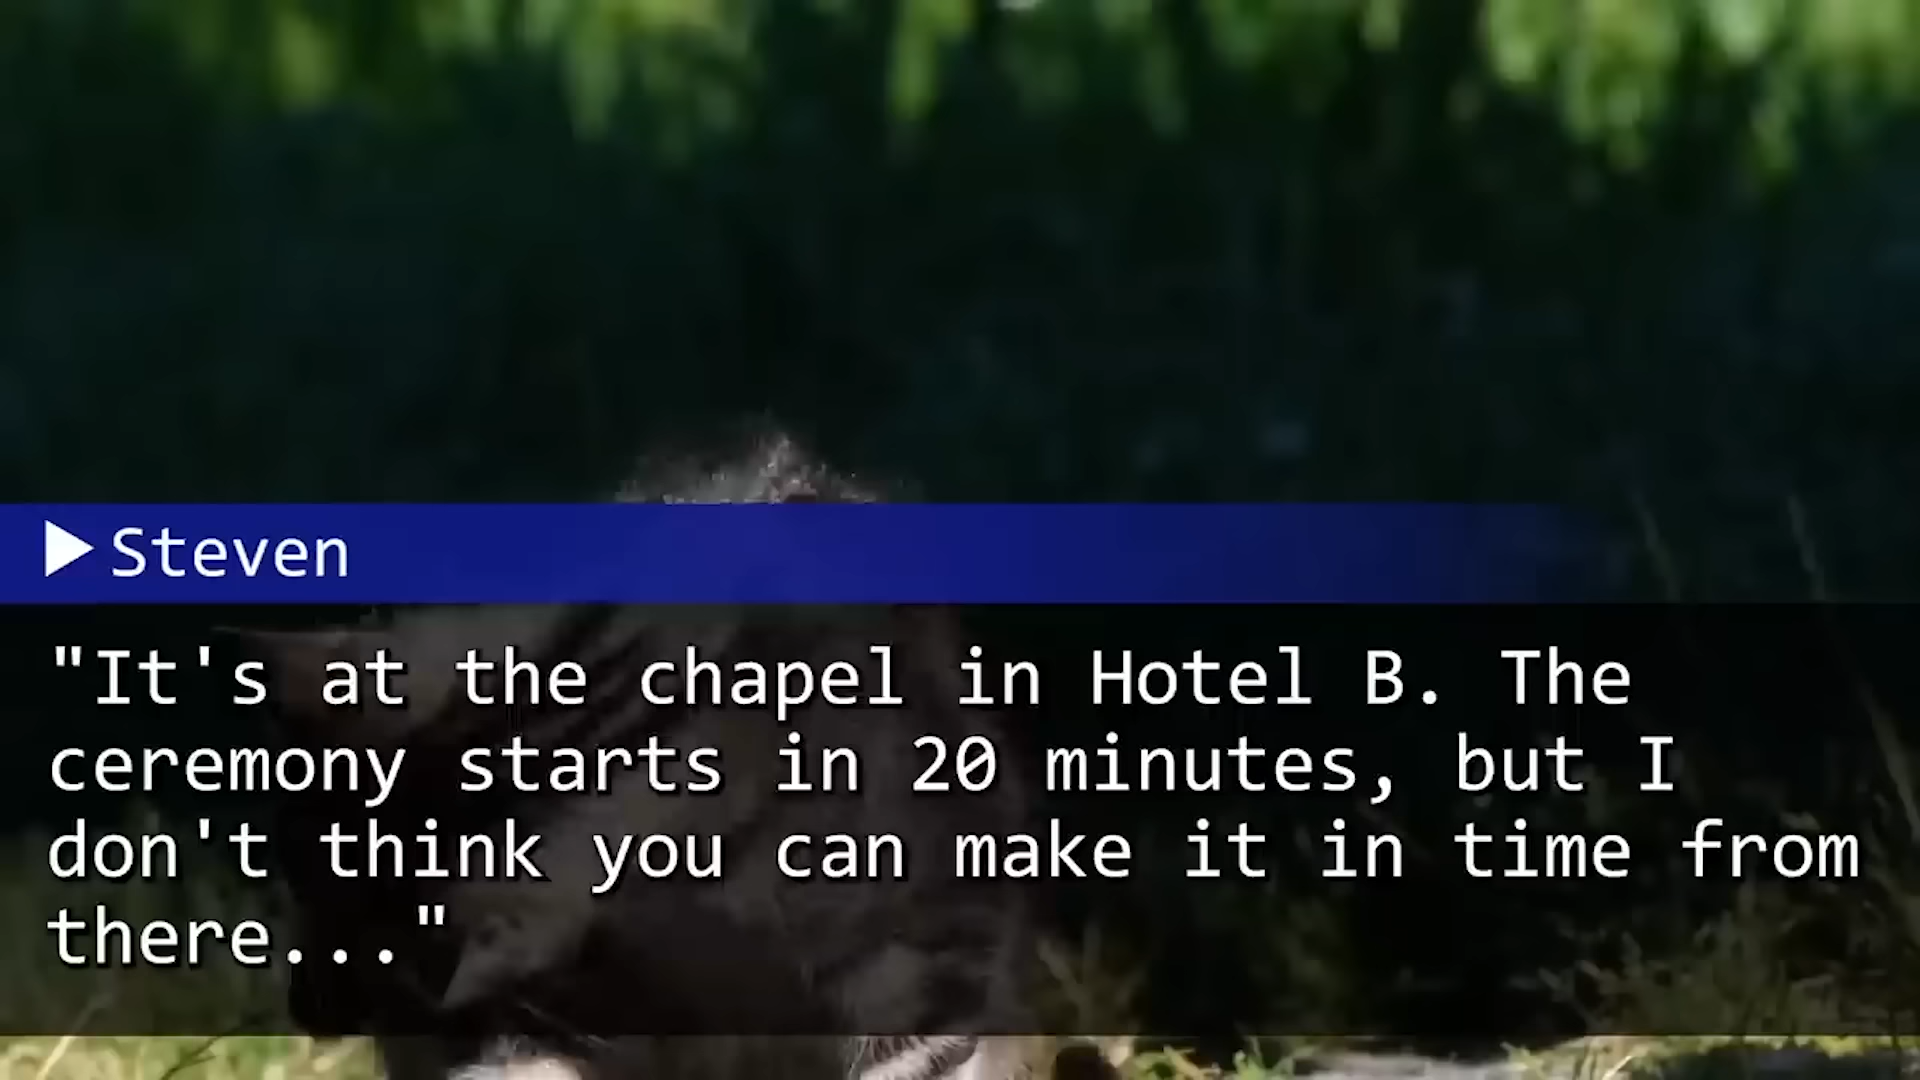 ▶Steven
"It's at the chapel in Hotel B. The
ceremony starts in 20 minutes, but I
don't think you can make it in time from
there..."